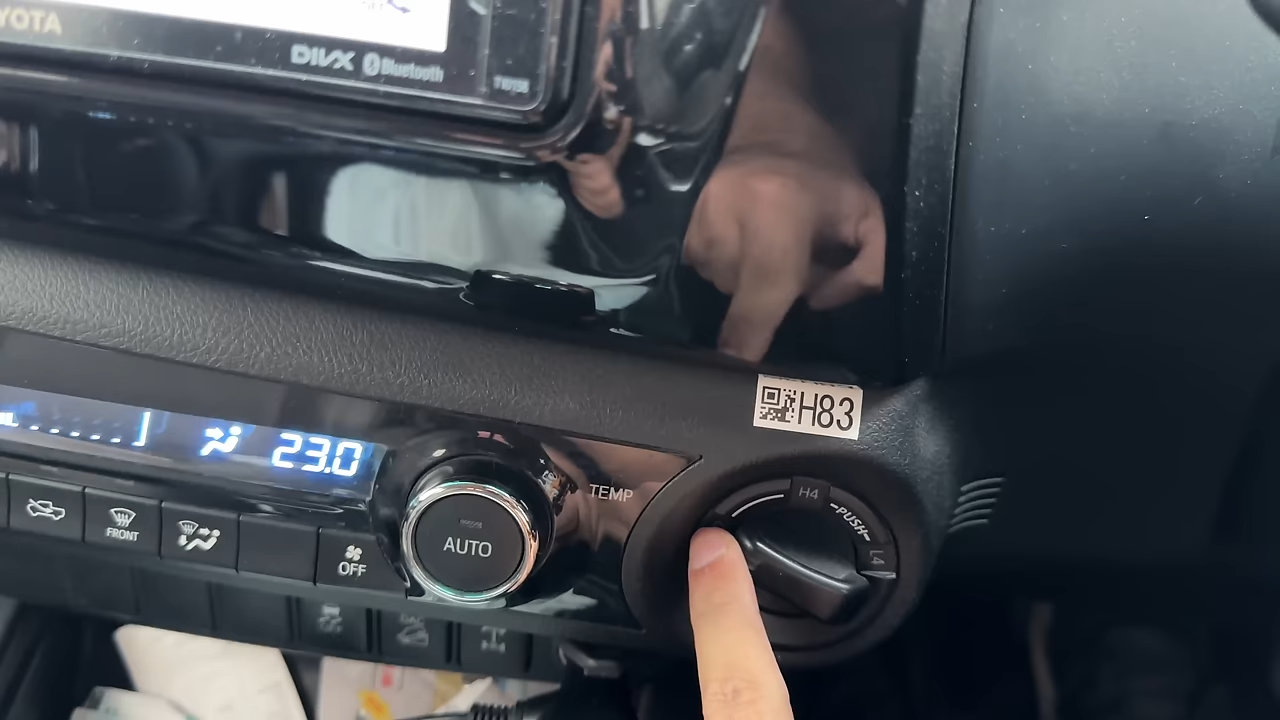 YOTA
DIVX Bluetooth
H83
23.0
TEMP
H4
PUSH
L4
FRONT
OFF
AUTO